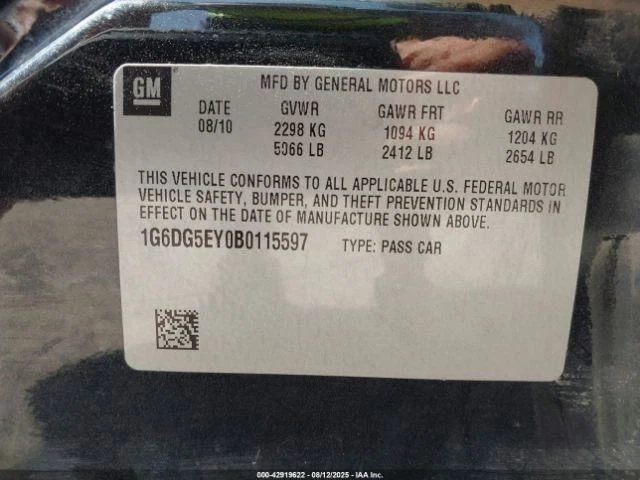 GM
MFD BY GENERAL MOTORS LLC
DATE GVWR GAWR FRT GAWR RR
08/10 2298 KG 1094 KG 1204 KG
5066 LB 2412 LB 2654 LB
THIS VEHICLE CONFORMS TO ALL APPLICABLE U.S. FEDERAL MOTOR
VEHICLE SAFETY, BUMPER, AND THEFT PREVENTION STANDARDS IN
EFFECT ON THE DATE OF MANUFACTURE SHOWN ABOVE.
1G6DG5EY0B0115597 TYPE: PASS CAR
000-42919622 - 08/12/2025 - IAA Inc.